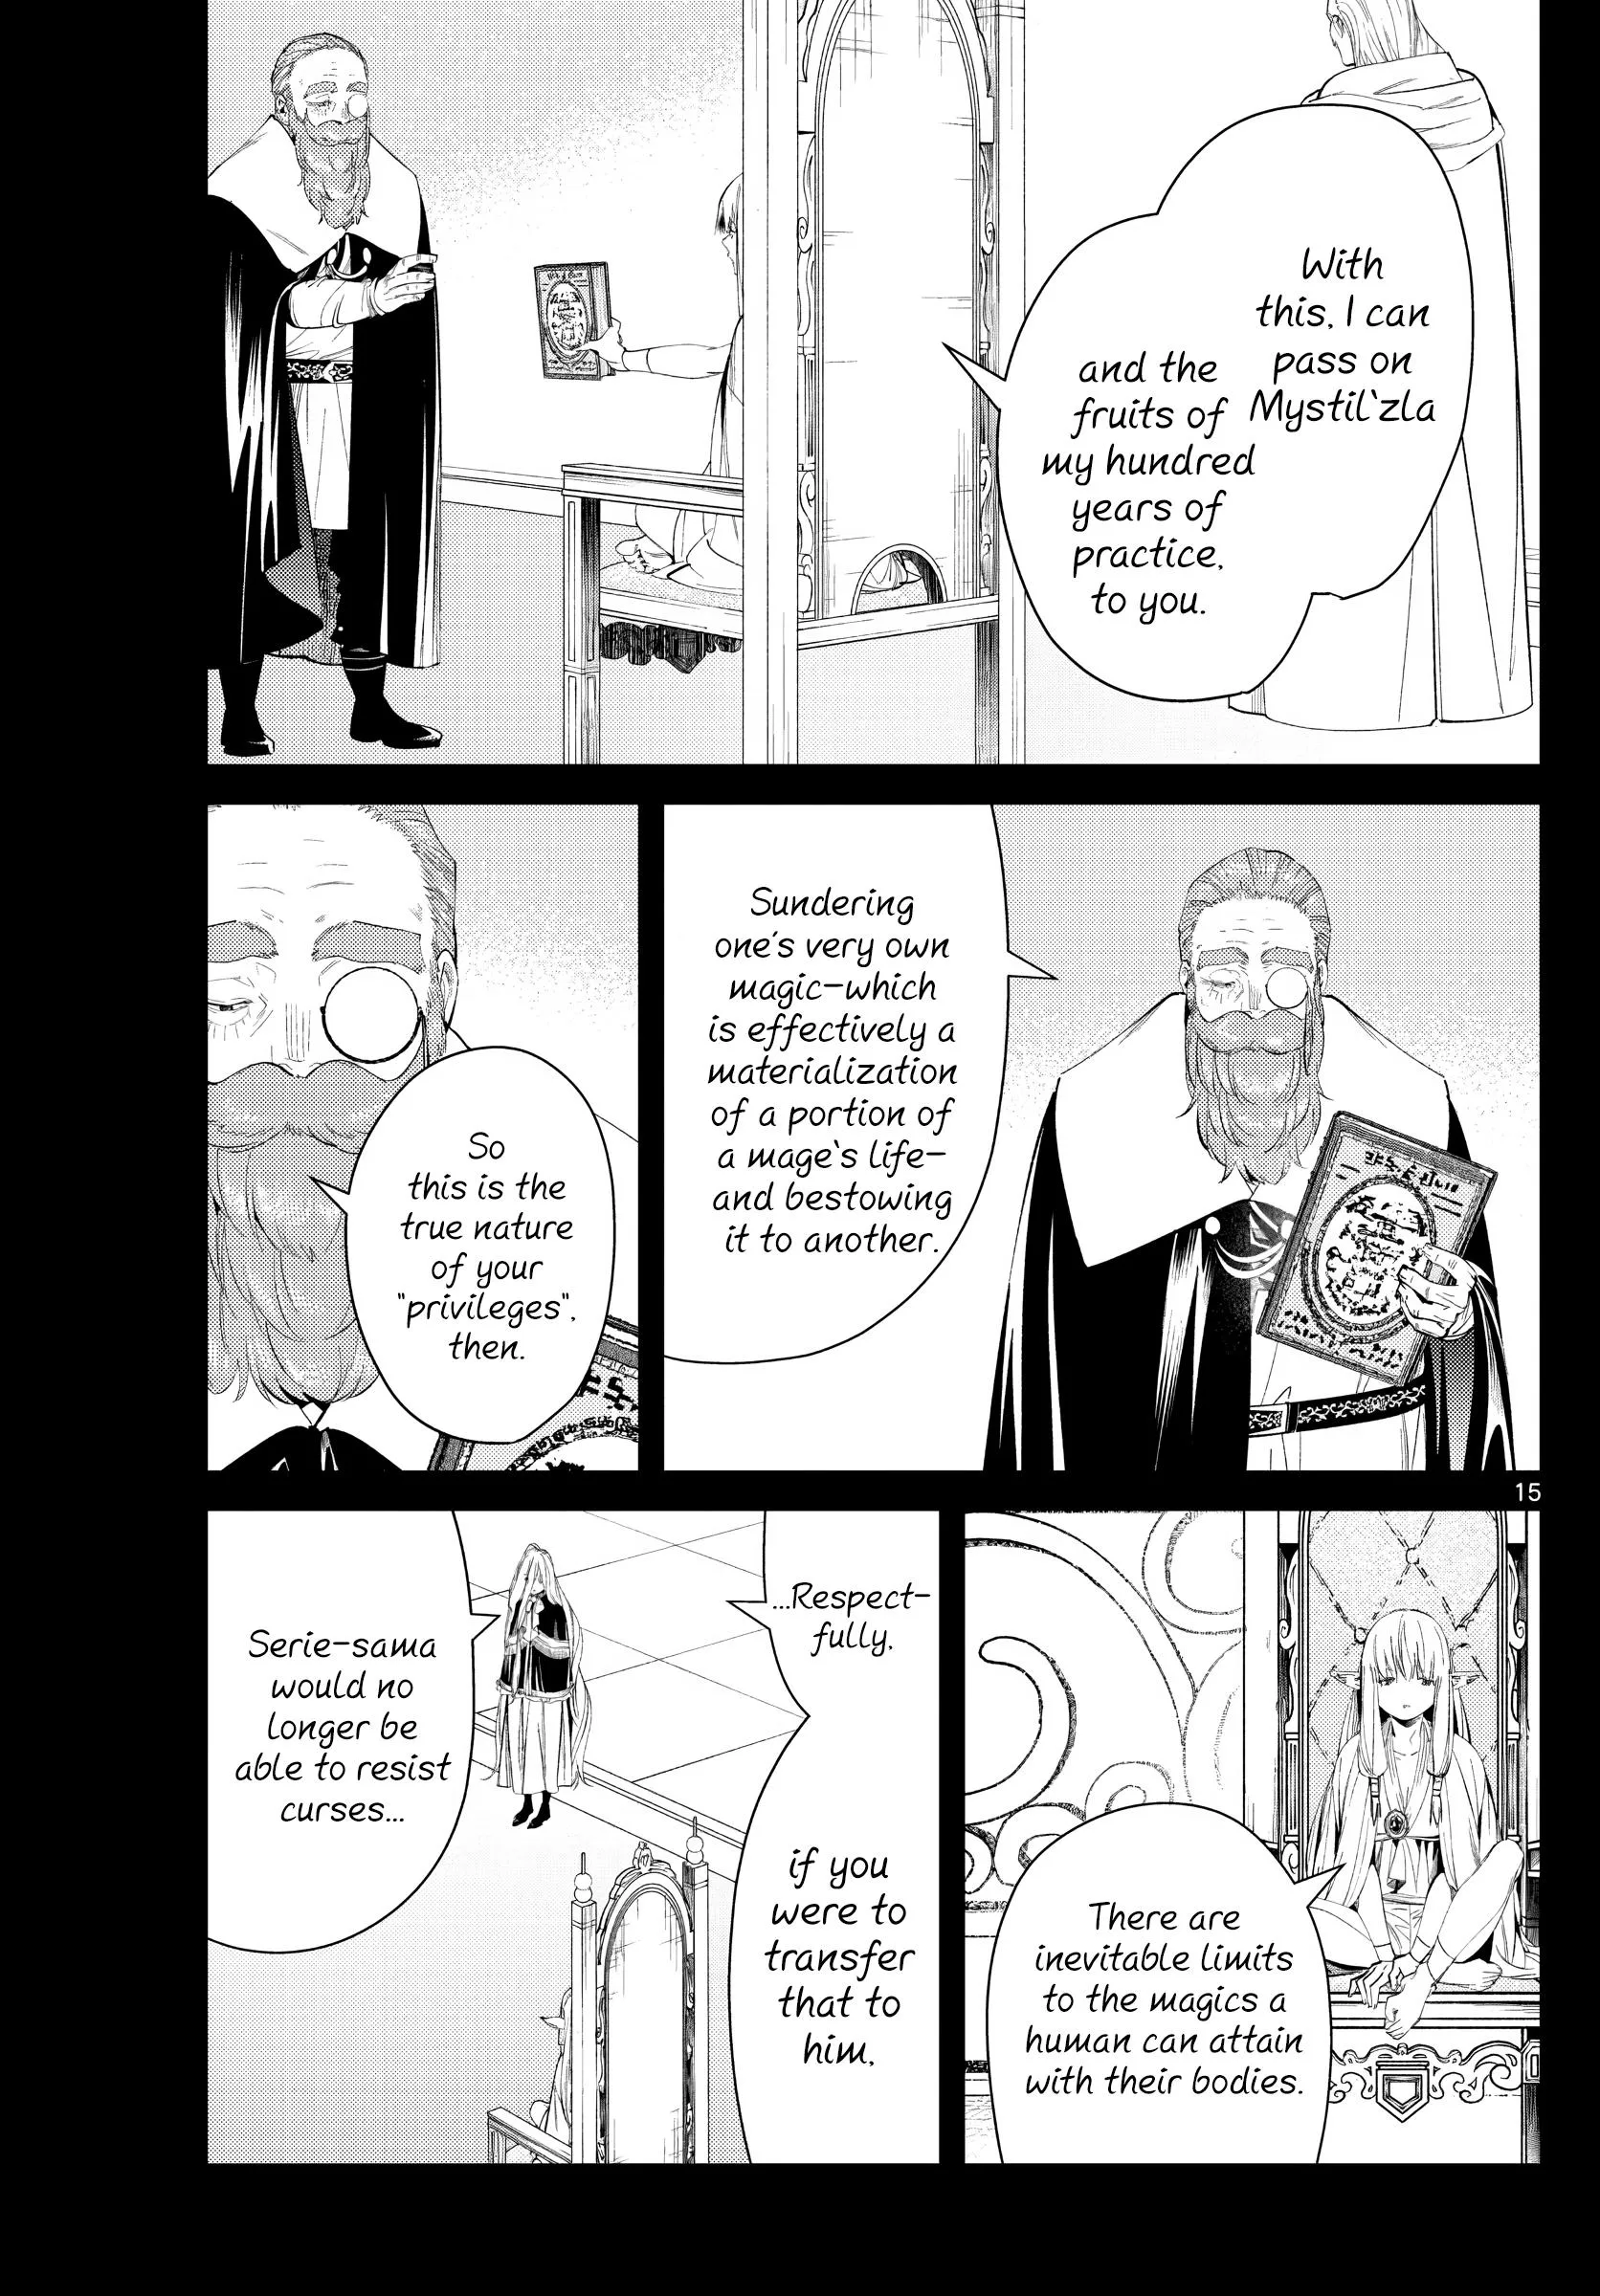 With
this, I can
pass on
Mystil'zla
and the
fruits of
my hundred
years of
practice,
to you.
Sundering
one's very own
magic—which
is effectively a
materialization
of a portion of
a mage's life—
and bestowing
it to another.
So
this is the
true nature
of your
"privileges",
then.
15
There are
inevitable limits
to the magics a
human can attain
with their bodies.
...Respect-
fully,
if you
were to
transfer
that to
him,
Serie-sama
would no
longer be
able to resist
curses...